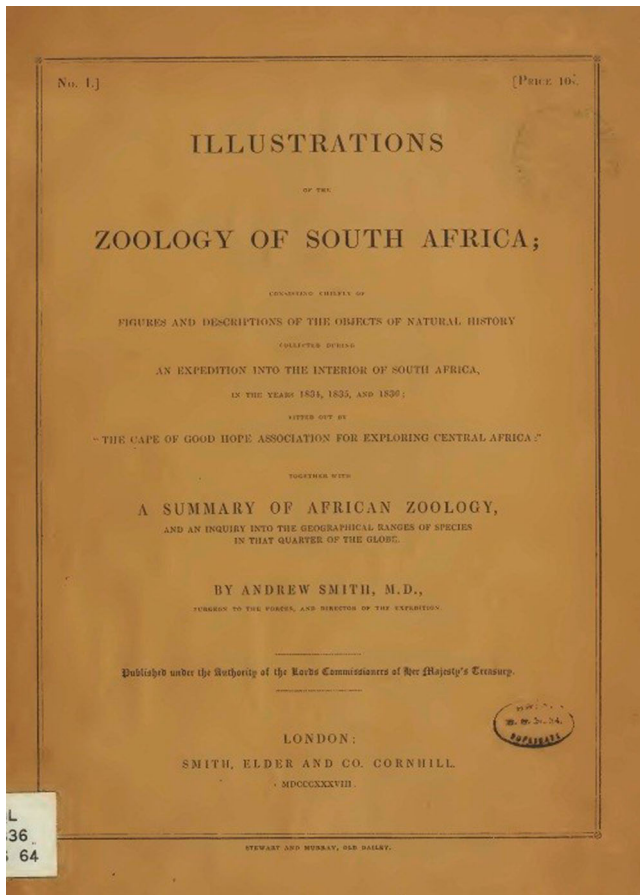 No. I.]
[Price 10s.
ILLUSTRATIONS
OF THE
ZOOLOGY OF SOUTH AFRICA;
CONSISTING CHIEFLY OF
FIGURES AND DESCRIPTIONS OF THE OBJECTS OF NATURAL HISTORY
COLLECTED DURING
AN EXPEDITION INTO THE INTERIOR OF SOUTH AFRICA,
IN THE YEARS 1834, 1835, AND 1836;
FITTED OUT BY
"THE CAPE OF GOOD HOPE ASSOCIATION FOR EXPLORING CENTRAL AFRICA:"
TOGETHER WITH
A SUMMARY OF AFRICAN ZOOLOGY,
AND AN INQUIRY INTO THE GEOGRAPHICAL RANGES OF SPECIES
IN THAT QUARTER OF THE GLOBE.
BY ANDREW SMITH, M.D.,
SURGEON TO THE FORCES, AND DIRECTOR OF THE EXPEDITION.
Published under the Authority of the Lords Commissioners of Her Majesty's Treasury.
LONDON:
SMITH, ELDER AND CO. CORNHILL.
MDCCCXXXVIII.
L
36
64
STEWART AND MURRAY, OLD BAILEY.